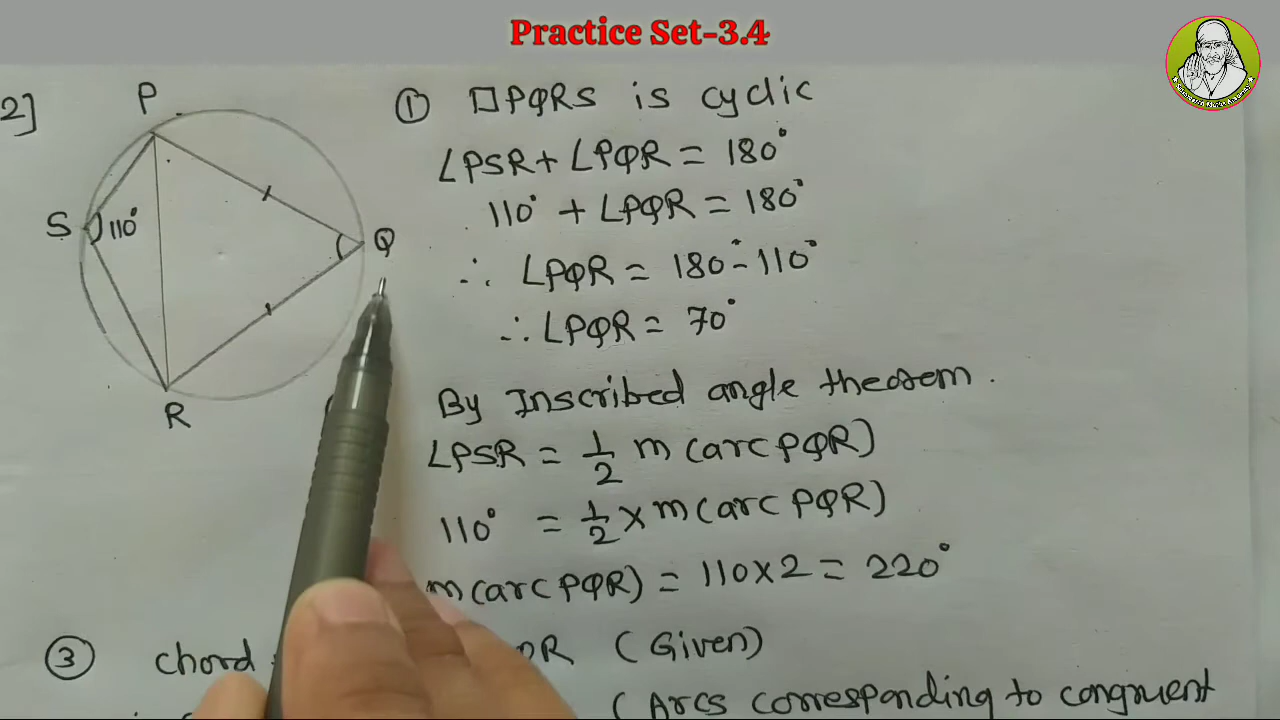 Practice Set-3.4
2]
P
S
110°
Q
R
① □PQRS is cyclic
∠PSR + ∠PQR = 180°
110° + ∠PQR = 180°
∴ ∠PQR = 180° - 110°
∴ ∠PQR = 70°
By Inscribed angle theorem.
∠PSR = 1/2 m (arc PQR)
110° = 1/2 × m (arc PQR)
m (arc PQR) = 110 × 2 = 220°
③ chord QR (Given)
(Arcs corresponding to congruent